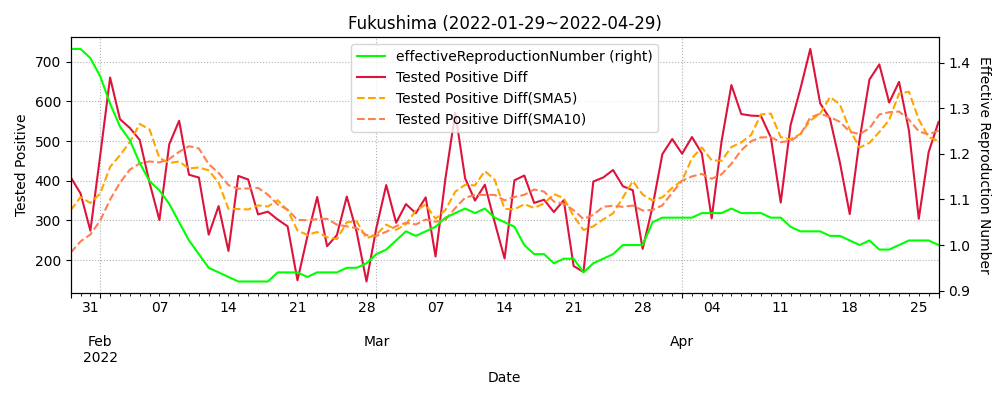 Fukushima (2022-01-29~2022-04-29)
effectiveReproductionNumber (right)
Tested Positive Diff
Tested Positive Diff(SMA5)
Tested Positive Diff(SMA10)
Tested Positive
700
600
500
400
300
200
Effective Reproduction Number
1.4
1.3
1.2
1.1
1.0
0.9
31 07 14 21 28 07 14 21 28 04 11 18 25
Feb Mar Apr
2022
Date